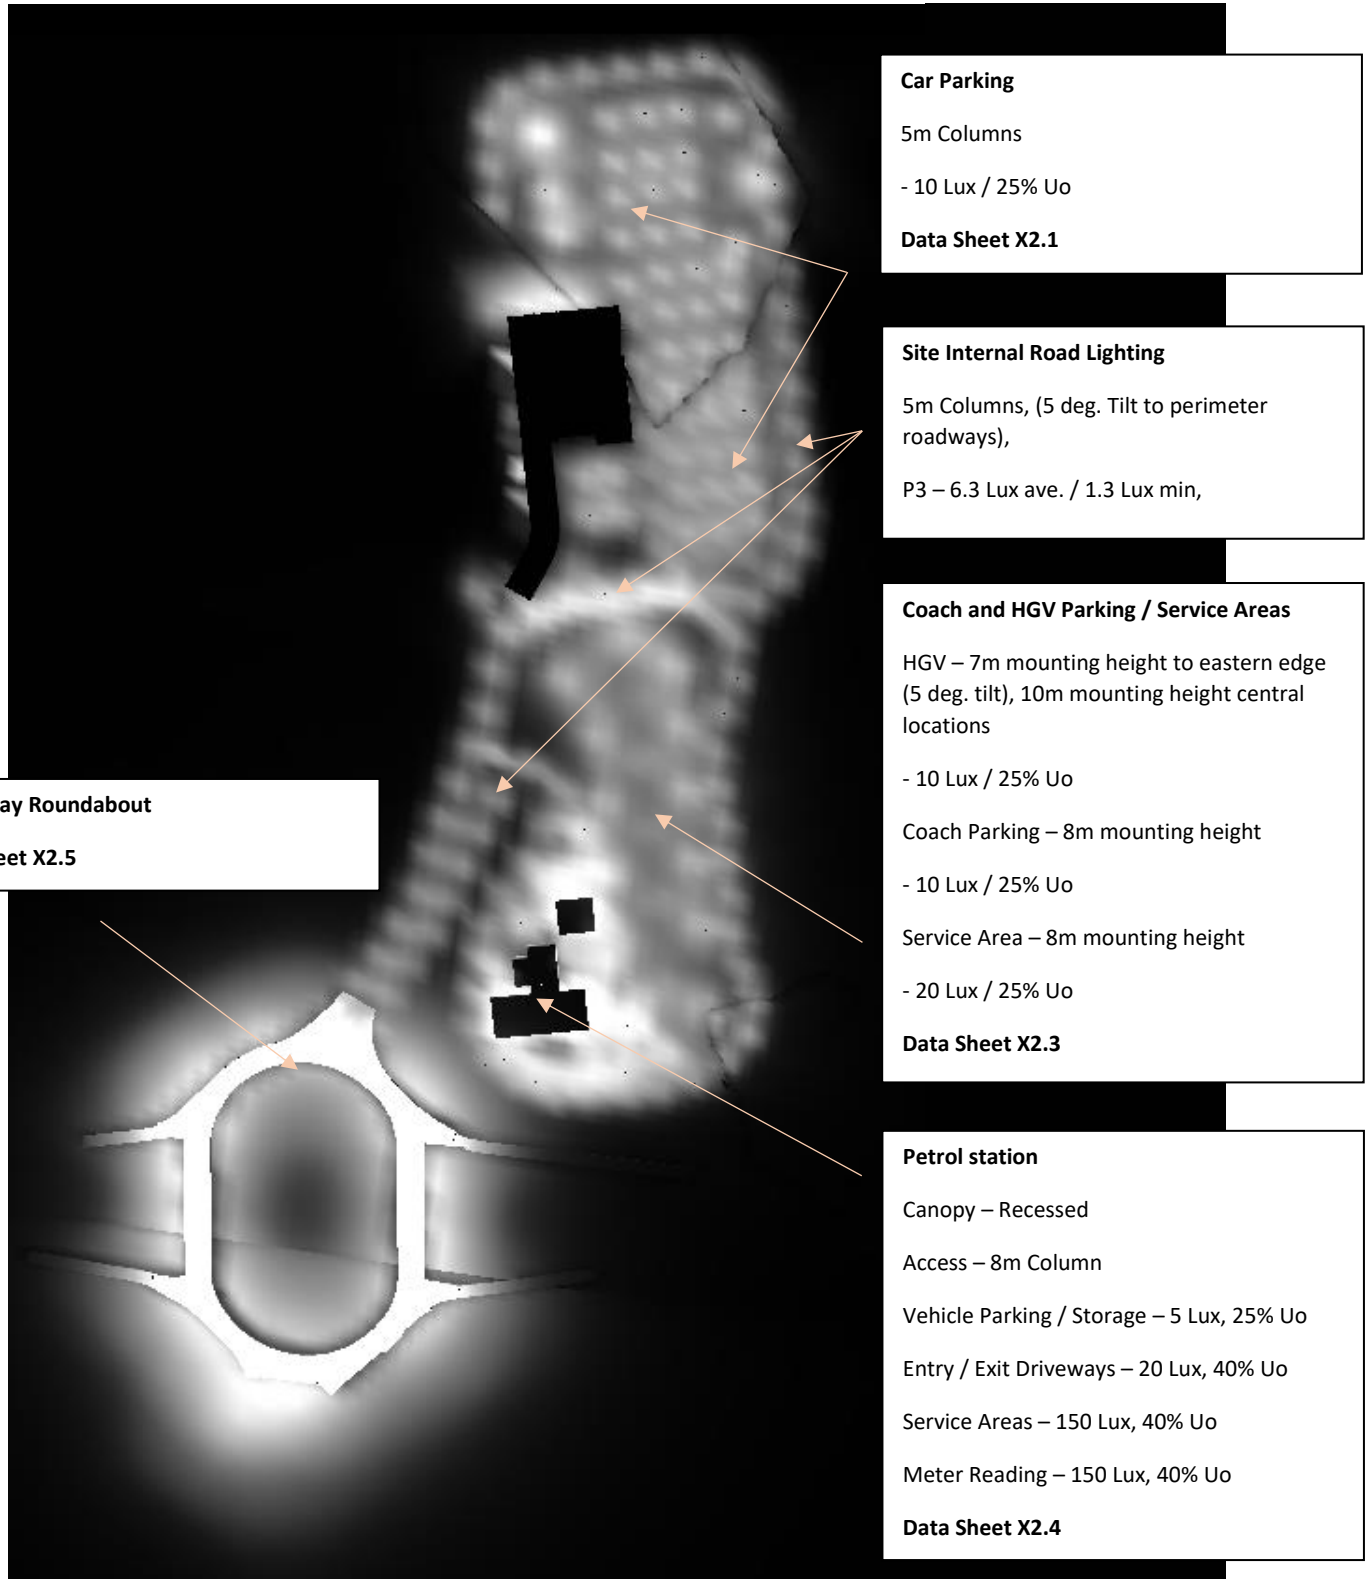 Car Parking
5m Columns
- 10 Lux / 25% Uo
Data Sheet X2.1
Site Internal Road Lighting
5m Columns, (5 deg. Tilt to perimeter
roadways),
P3 – 6.3 Lux ave. / 1.3 Lux min,
Coach and HGV Parking / Service Areas
HGV – 7m mounting height to eastern edge
(5 deg. tilt), 10m mounting height central
locations
- 10 Lux / 25% Uo
Coach Parking – 8m mounting height
- 10 Lux / 25% Uo
Service Area – 8m mounting height
- 20 Lux / 25% Uo
Data Sheet X2.3
ay Roundabout
eet X2.5
Petrol station
Canopy – Recessed
Access – 8m Column
Vehicle Parking / Storage – 5 Lux, 25% Uo
Entry / Exit Driveways – 20 Lux, 40% Uo
Service Areas – 150 Lux, 40% Uo
Meter Reading – 150 Lux, 40% Uo
Data Sheet X2.4